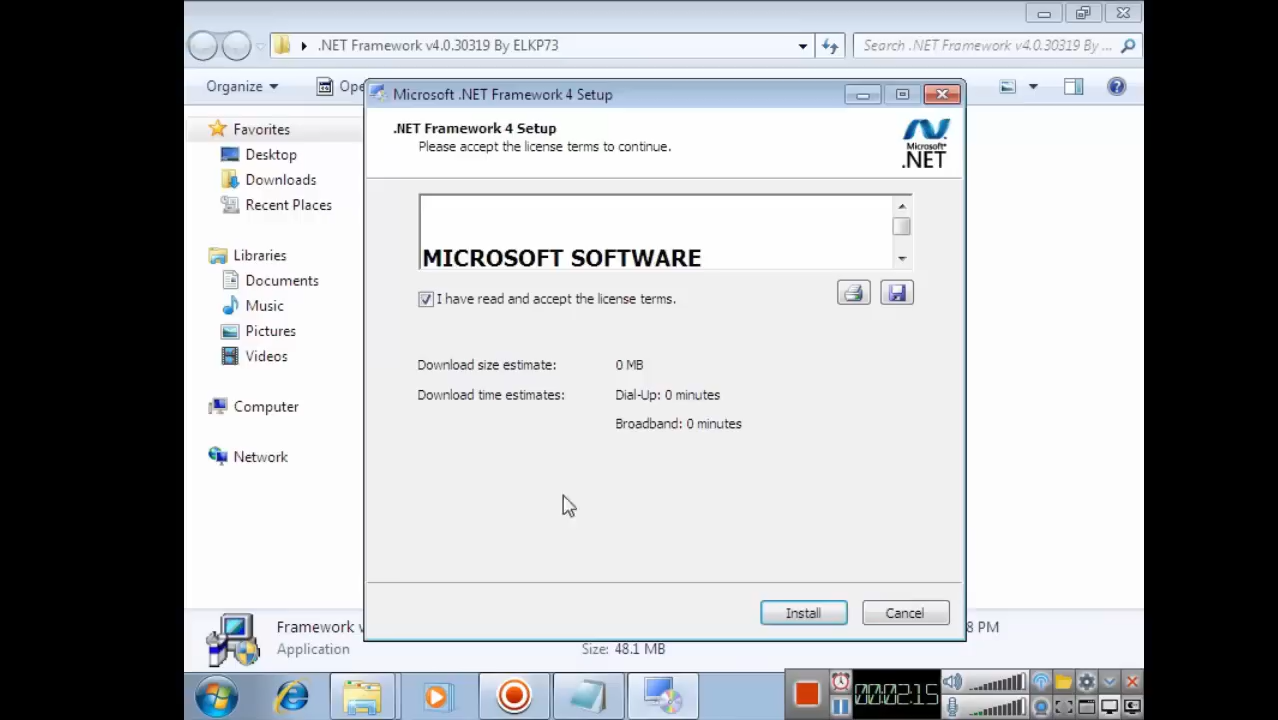 .NET Framework v4.0.30319 By ELKP73
Search .NET Framework v4.0.30319 By ...
Organize
Microsoft .NET Framework 4 Setup
.NET Framework 4 Setup
Please accept the license terms to continue.
Microsoft
.NET
Favorites
Desktop
Downloads
Recent Places
Libraries
Documents
Music
Pictures
Videos
Computer
Network
MICROSOFT SOFTWARE
I have read and accept the license terms.
Download size estimate: 0 MB
Download time estimates: Dial-Up: 0 minutes
Broadband: 0 minutes
Install Cancel
Framework
Application
Size: 48.1 MB
8 PM
00:02:15